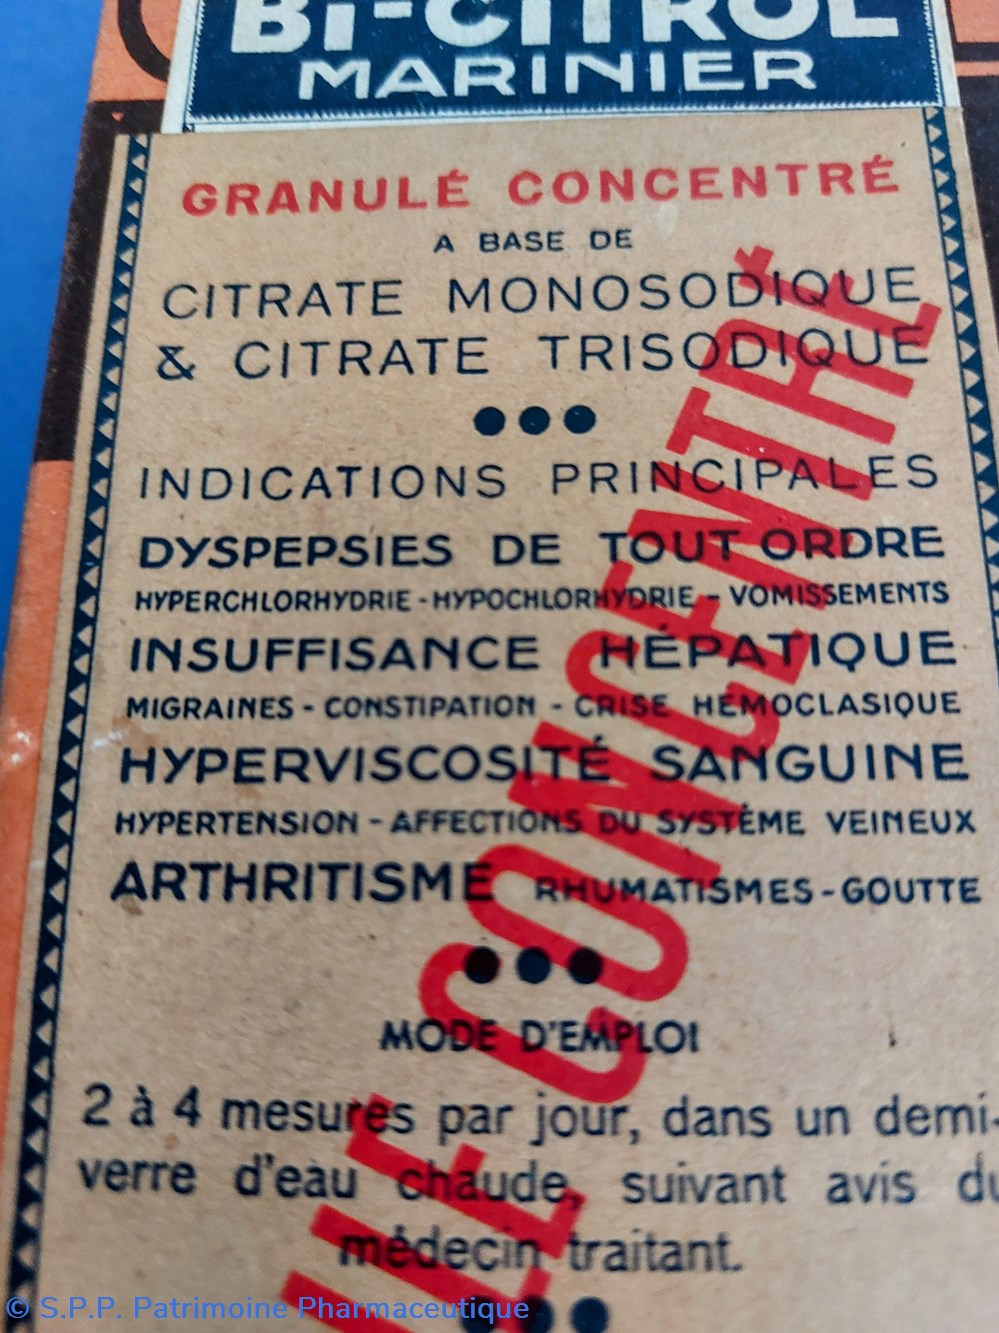 Bi-CITROL
MARINIER
GRANULÉ CONCENTRÉ
A BASE DE
CITRATE MONOSODIQUE
& CITRATE TRISODIQUE
INDICATIONS PRINCIPALES
DYSPEPSIES DE TOUT ORDRE
HYPERCHLORHYDRIE - HYPOCHLORHYDRIE - VOMISSEMENTS
INSUFFISANCE HÉPATIQUE
MIGRAINES - CONSTIPATION - CRISE HÉMOCLASIQUE
HYPERVISCOSITÉ SANGUINE
HYPERTENSION - AFFECTIONS DU SYSTÈME VEINEUX
ARTHRITISME RHUMATISMES - GOUTTE
MODE D'EMPLOI
2 à 4 mesures par jour, dans un demi-
verre d'eau chaude, suivant avis du
médecin traitant.
CONCENTRÉ
© S.P.P. Patrimoine Pharmaceutique